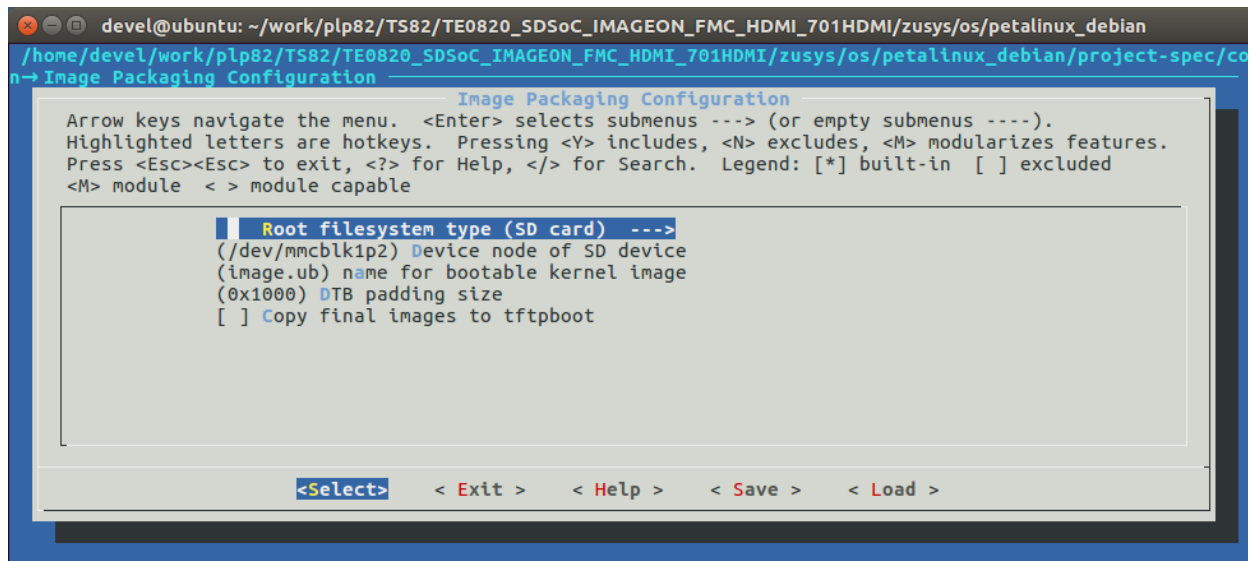 devel@ubuntu: ~/work/plp82/TS82/TE0820_SDSoC_IMAGEON_FMC_HDMI_701HDMI/zusys/os/petalinux_debian
/home/devel/work/plp82/TS82/TE0820_SDSoC_IMAGEON_FMC_HDMI_701HDMI/zusys/os/petalinux_debian/project-spec/co
n→ Image Packaging Configuration
Image Packaging Configuration
Arrow keys navigate the menu.  <Enter> selects submenus ---> (or empty submenus ----).
Highlighted letters are hotkeys.  Pressing <Y> includes, <N> excludes, <M> modularizes features.
Press <Esc><Esc> to exit, <?> for Help, </> for Search.  Legend: [*] built-in  [ ] excluded
<M> module  < > module capable
Root filesystem type (SD card)  --->
(/dev/mmcblk1p2) Device node of SD device
(image.ub) name for bootable kernel image
(0x1000) DTB padding size
[ ] Copy final images to tftpboot
<Select>    < Exit >    < Help >    < Save >    < Load >